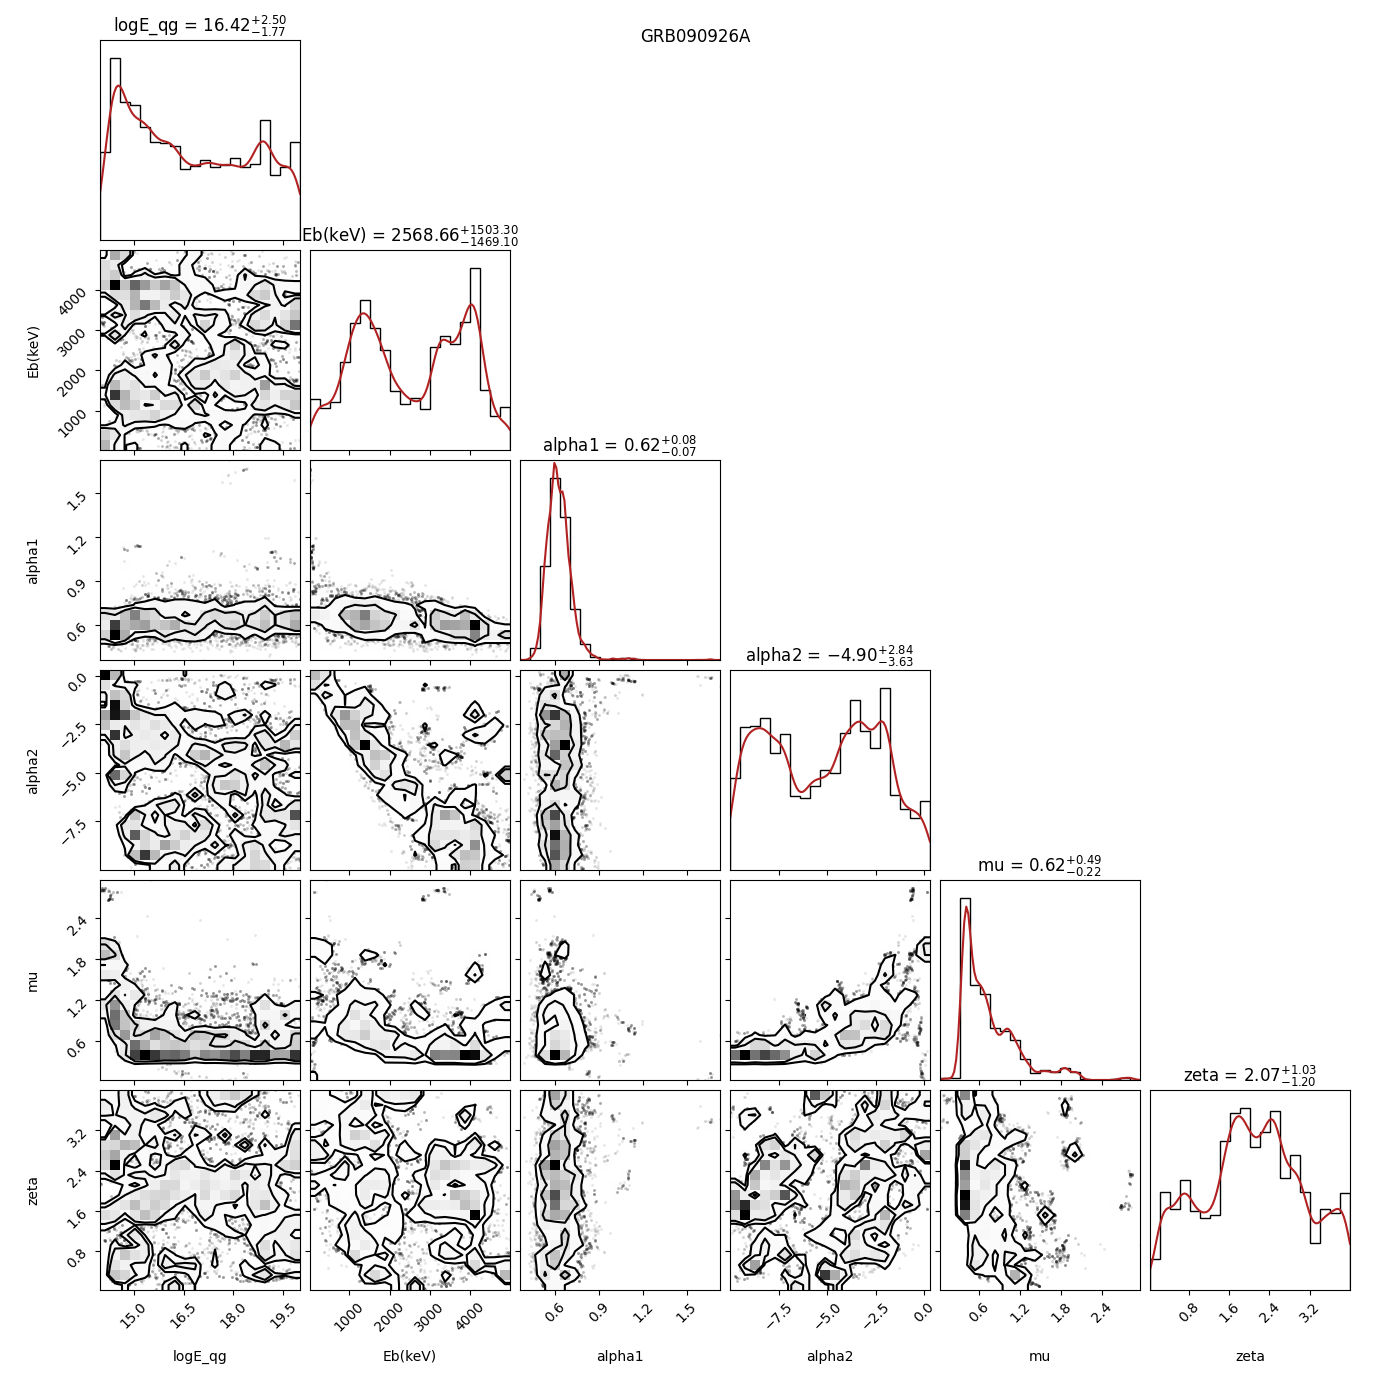 logE_qg = 16.42^{+2.50}_{−1.77}
GRB090926A
Eb(keV) = 2568.66^{+1503.30}_{−1469.10}
4000
3000
2000
1000
Eb(keV)
alpha1 = 0.62^{+0.08}_{−0.07}
1.5
1.2
0.9
0.6
alpha1
alpha2 = −4.90^{+2.84}_{−3.63}
0.0
−2.5
−5.0
−7.5
alpha2
mu = 0.62^{+0.49}_{−0.22}
2.4
1.8
1.2
0.6
mu
zeta = 2.07^{+1.03}_{−1.20}
3.2
2.4
1.6
0.8
zeta
15.0 16.5 18.0 19.5 1000 2000 3000 4000 0.6 0.9 1.2 1.5 −7.5 −5.0 −2.5 0.0 0.6 1.2 1.8 2.4 0.8 1.6 2.4 3.2
logE_qg Eb(keV) alpha1 alpha2 mu zeta